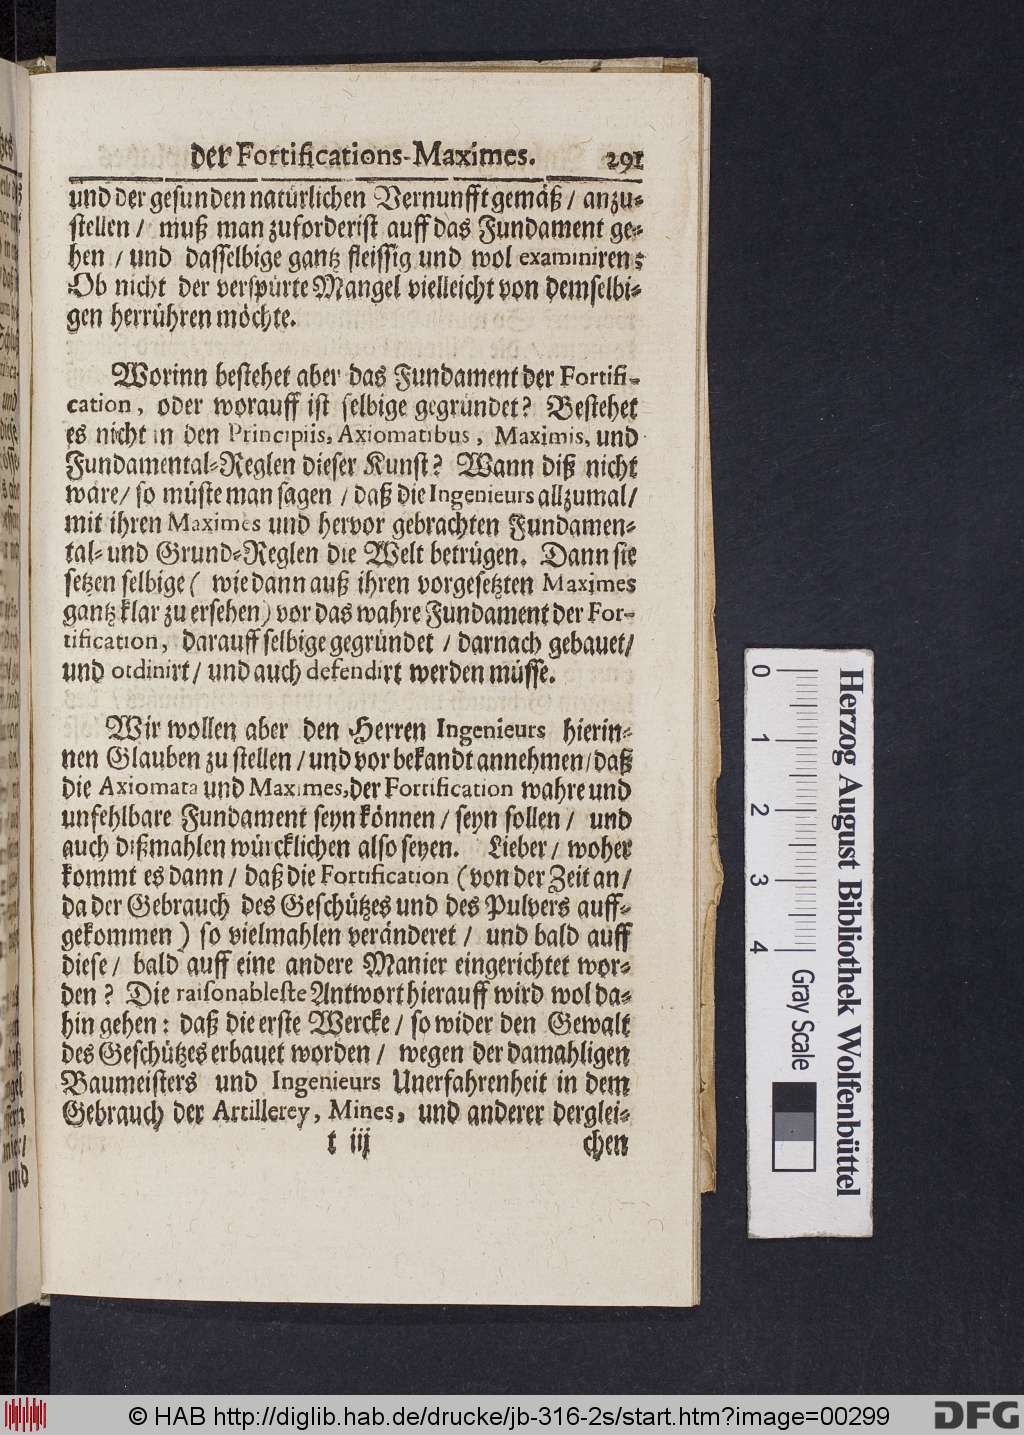 der Fortifications-Maximes. 291
und der gesunden natürlichen Vernunfft gemäß / anzu-
stellen / muß man zuforderist auff das Fundament ge-
hen / und dasselbige gantz fleissig und wol examiniren:
Ob nicht der verspürte Mangel vielleicht von demselbi-
gen herrühren möchte.
Worinn bestehet aber das Fundament der Fortifi-
cation, oder worauff ist selbige gegründet? Bestehet
es nicht in den Principiis, Axiomatibus, Maximis, und
Fundamental-Reglen dieser Kunst? Wann diß nicht
wäre / so müste man sagen / daß die Ingenieurs allzumal /
mit ihren Maximes und hervor gebrachten Fundamen-
tal- und Grund-Reglen die Welt betrügen. Dann sie
setzen selbige ( wie dann auß ihren vorgesetzten Maximes
gantz klar zu ersehen ) vor das wahre Fundament der For-
tification, darauff selbige gegründet / darnach gebauet /
und ordinirt / und auch defendirt werden müsse.
Wir wollen aber den Herren Ingenieurs hierin-
nen Glauben zu stellen / und vor bekandt annehmen / daß
die Axiomata und Maximes, der Fortification wahre und
unfehlbare Fundament seyn können / seyn sollen / und
auch dißmahlen würcklichen also seyen. Lieber / woher
kommt es dann / daß die Fortification ( von der Zeit an /
da der Gebrauch des Geschützes und des Pulvers auff-
gekommen ) so vielmahlen veränderet / und bald auff
diese / bald auff eine andere Manier eingerichtet wor-
den? Die raisonableste Antwort hierauff wird wol da-
hin gehen: daß die erste Wercke / so wider den Gewalt
des Geschützes erbauet worden / wegen der damahligen
Baumeisters und Ingenieurs Unerfahrenheit in dem
Gebrauch der Artillerey, Mines, und anderer derglei-
t iij chen
0 1 2 3 4 Gray Scale
Herzog August Bibliothek Wolfenbüttel
© HAB http://diglib.hab.de/drucke/jb-316-2s/start.htm?image=00299
DFG